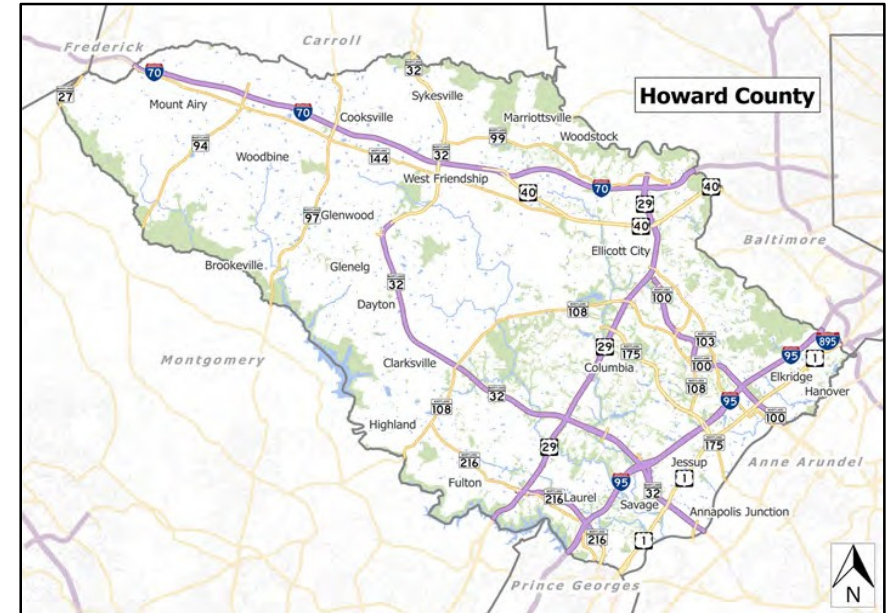 Frederick
Carroll
Howard County
70
32
27
Mount Airy
70
Sykesville
Marriottsville
Cooksville
94
99
Woodstock
Woodbine
144
32
West Friendship
40
70
40
29
97
Glenwood
40
Ellicott City
Baltimore
Brookeville
Glenelg
32
100
Dayton
108
103
895
29
175
95
1
Montgomery
Clarksville
Columbia
100
Elkridge
32
108
Hanover
95
108
100
Highland
29
175
216
Jessup
Anne Arundel
Fulton
95
1
216
Laurel
32
Savage
Annapolis Junction
216
1
Prince Georges
N